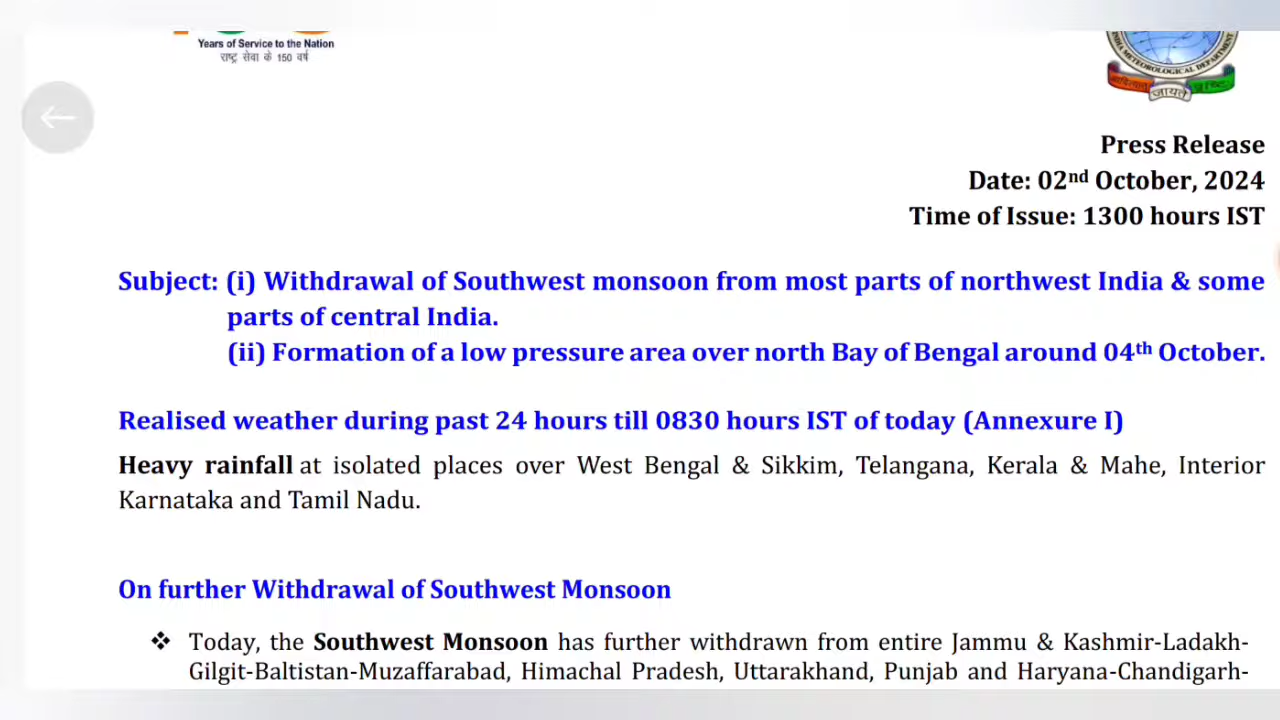 Years of Service to the Nation
राष्ट्र सेवा के 150 वर्ष
INDIA METEOROLOGICAL DEPARTMENT
जायते
Press Release
Date: 02nd October, 2024
Time of Issue: 1300 hours IST
Subject: (i) Withdrawal of Southwest monsoon from most parts of northwest India & some
parts of central India.
(ii) Formation of a low pressure area over north Bay of Bengal around 04th October.
Realised weather during past 24 hours till 0830 hours IST of today (Annexure I)
Heavy rainfall at isolated places over West Bengal & Sikkim, Telangana, Kerala & Mahe, Interior
Karnataka and Tamil Nadu.
On further Withdrawal of Southwest Monsoon
❖ Today, the Southwest Monsoon has further withdrawn from entire Jammu & Kashmir-Ladakh-
Gilgit-Baltistan-Muzaffarabad, Himachal Pradesh, Uttarakhand, Punjab and Haryana-Chandigarh-